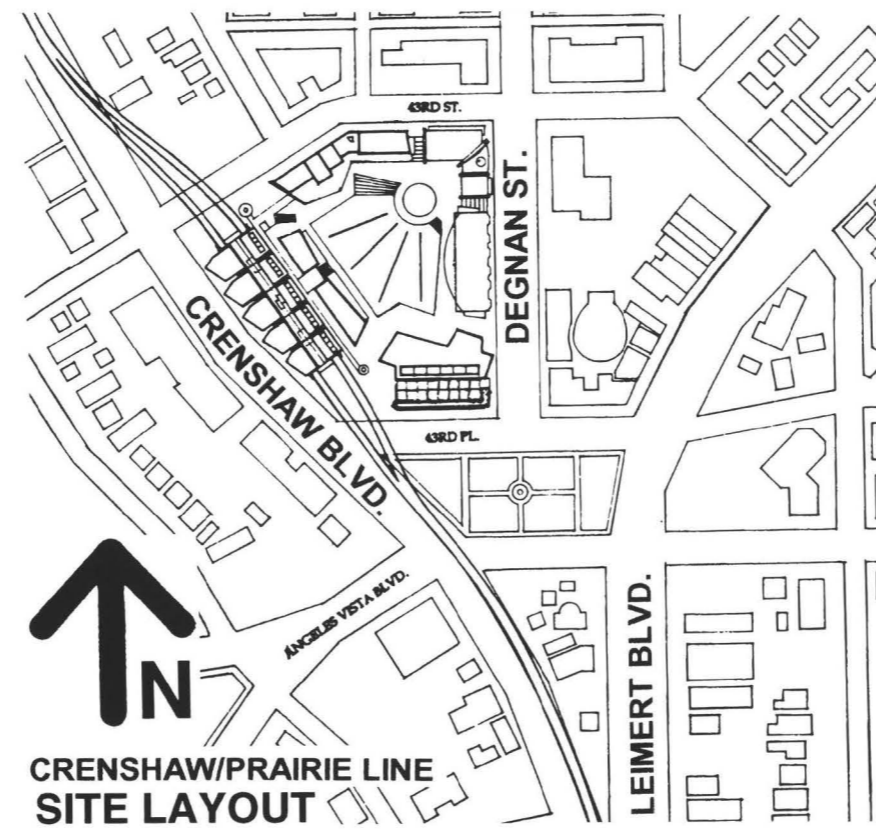 43RD ST.
DEGNAN ST.
CRENSHAW BLVD.
43RD PL.
ANGELES VISTA BLVD.
LEIMERT BLVD.
N
CRENSHAW/PRAIRIE LINE
SITE LAYOUT